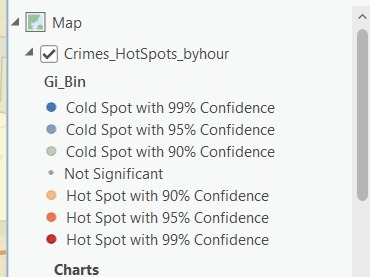 Map
Crimes_HotSpots_byhour
Gi_Bin
Cold Spot with 99% Confidence
Cold Spot with 95% Confidence
Cold Spot with 90% Confidence
Not Significant
Hot Spot with 90% Confidence
Hot Spot with 95% Confidence
Hot Spot with 99% Confidence
Charts